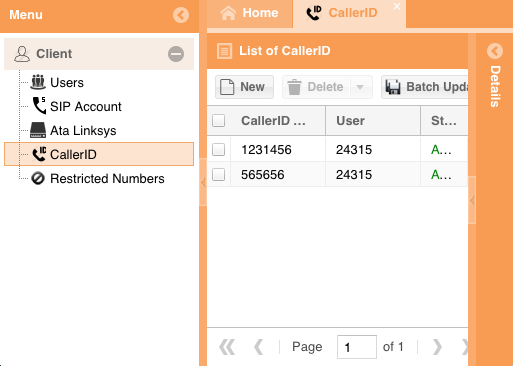 Menu
Client
Users
SIP Account
Ata Linksys
CallerID
Restricted Numbers
Home
CallerID
List of CallerID
New
Delete
Batch Upda
CallerID ...
User
St...
1231456
24315
A...
565656
24315
A...
Page
1
of 1
Details